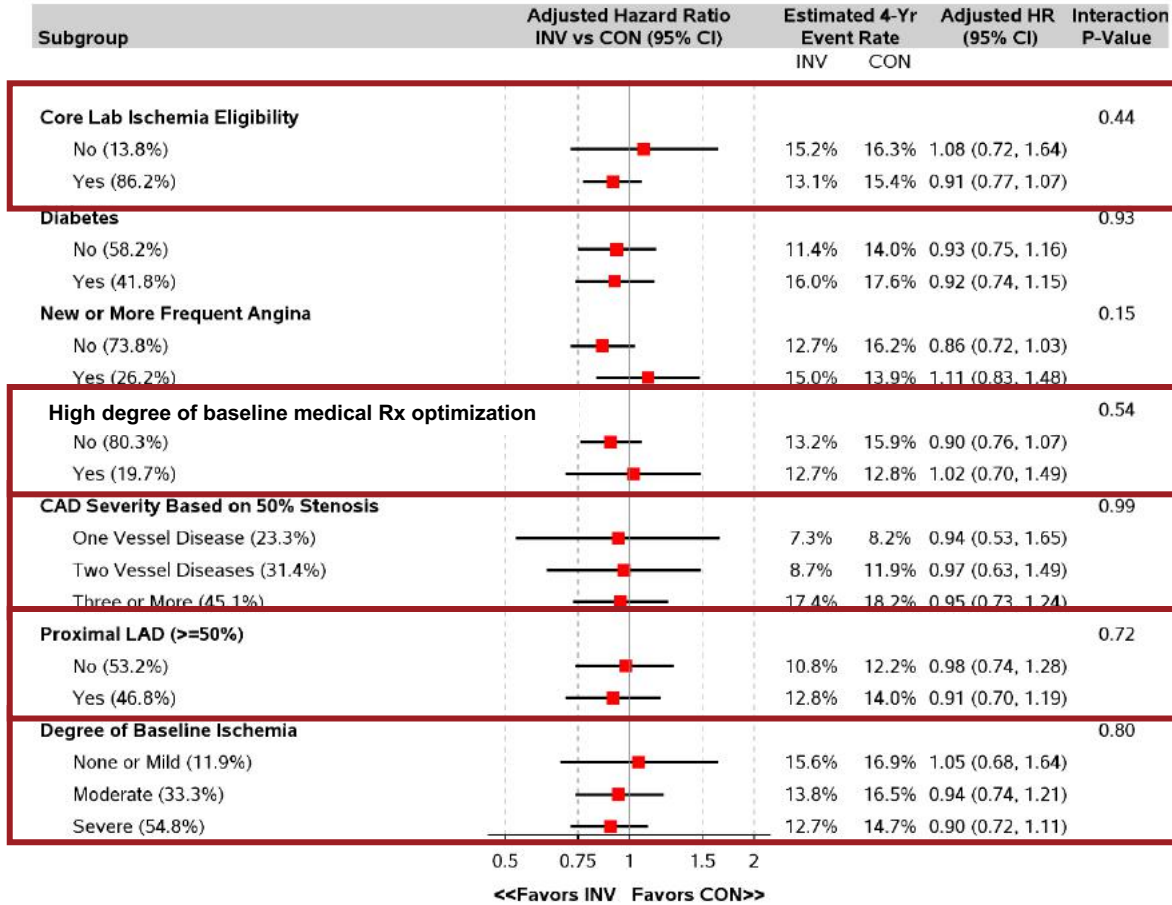 Subgroup Adjusted Hazard Ratio INV vs CON (95% CI) Estimated 4-Yr Event Rate Adjusted HR (95% CI) Interaction P-Value
INV CON
Core Lab Ischemia Eligibility 0.44
No (13.8%) 15.2% 16.3% 1.08 (0.72, 1.64)
Yes (86.2%) 13.1% 15.4% 0.91 (0.77, 1.07)
Diabetes 0.93
No (58.2%) 11.4% 14.0% 0.93 (0.75, 1.16)
Yes (41.8%) 16.0% 17.6% 0.92 (0.74, 1.15)
New or More Frequent Angina 0.15
No (73.8%) 12.7% 16.2% 0.86 (0.72, 1.03)
Yes (26.2%) 15.0% 13.9% 1.11 (0.83, 1.48)
High degree of baseline medical Rx optimization 0.54
No (80.3%) 13.2% 15.9% 0.90 (0.76, 1.07)
Yes (19.7%) 12.7% 12.8% 1.02 (0.70, 1.49)
CAD Severity Based on 50% Stenosis 0.99
One Vessel Disease (23.3%) 7.3% 8.2% 0.94 (0.53, 1.65)
Two Vessel Diseases (31.4%) 8.7% 11.9% 0.97 (0.63, 1.49)
Three or More (45.1%) 17.4% 18.2% 0.95 (0.73, 1.24)
Proximal LAD (>=50%) 0.72
No (53.2%) 10.8% 12.2% 0.98 (0.74, 1.28)
Yes (46.8%) 12.8% 14.0% 0.91 (0.70, 1.19)
Degree of Baseline Ischemia 0.80
None or Mild (11.9%) 15.6% 16.9% 1.05 (0.68, 1.64)
Moderate (33.3%) 13.8% 16.5% 0.94 (0.74, 1.21)
Severe (54.8%) 12.7% 14.7% 0.90 (0.72, 1.11)
0.5 0.75 1 1.5 2
<<Favors INV Favors CON>>